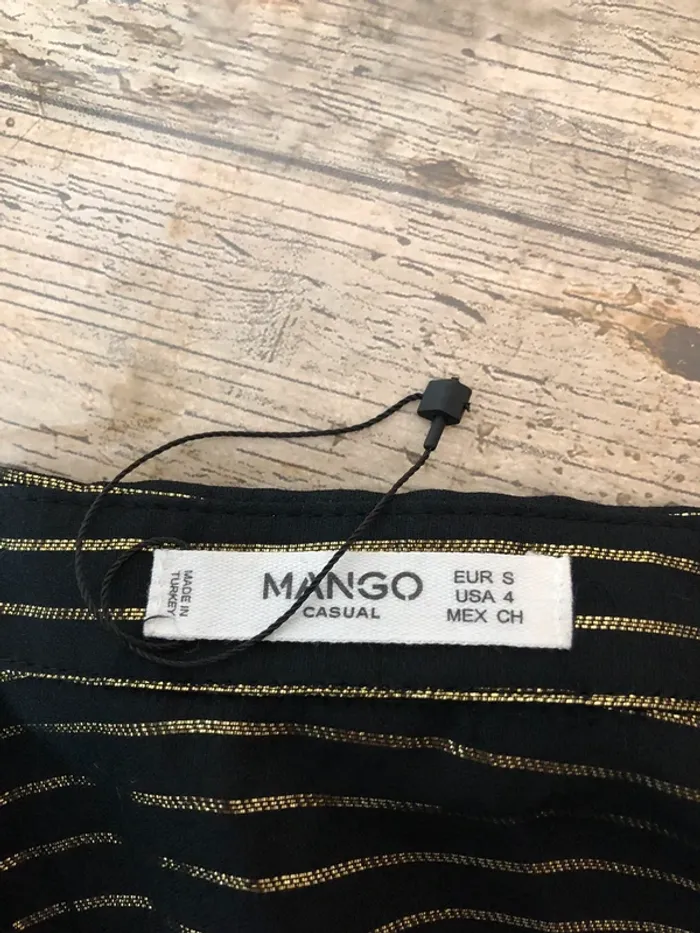 MADE IN
TURKEY
MANGO
CASUAL
EUR S
USA 4
MEX CH